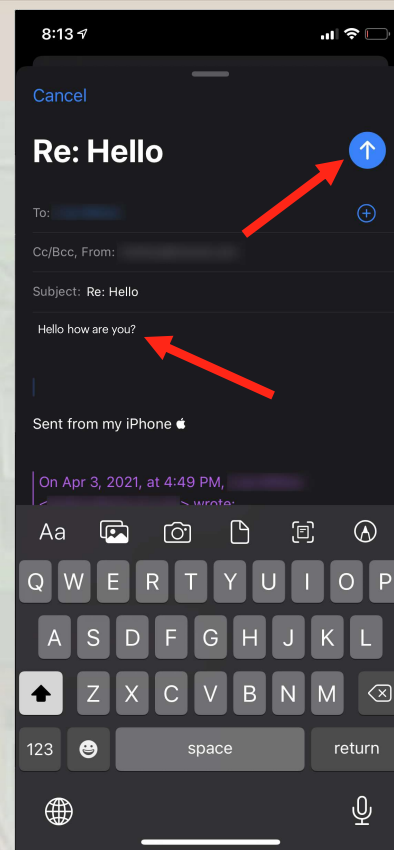 8:13
Cancel
Re: Hello
To:
Cc/Bcc, From:
Subject: Re: Hello
Hello how are you?
Sent from my iPhone 
On Apr 3, 2021, at 4:49 PM,
< > wrote:
Aa
Q W E R T Y U I O P
A S D F G H J K L
Z X C V B N M
123 space return